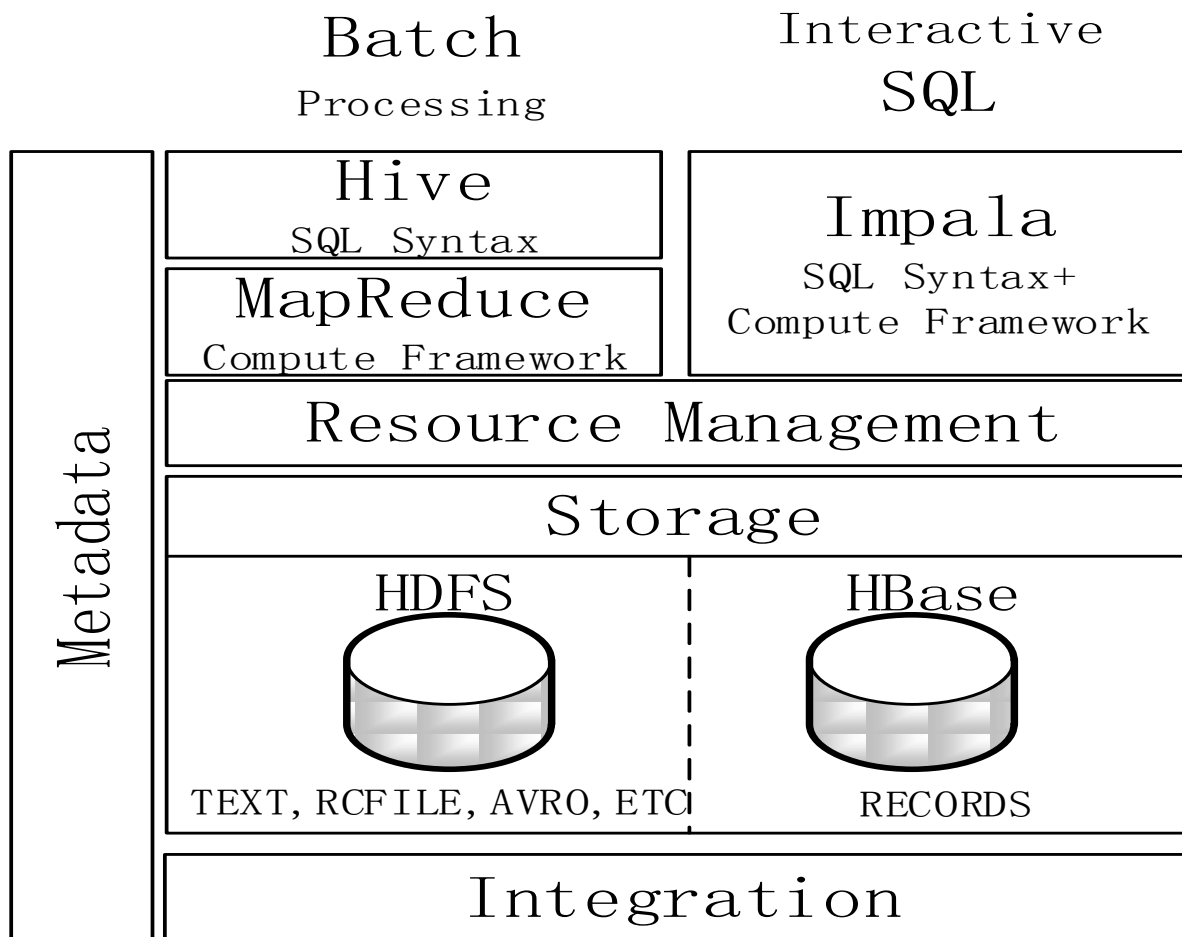 Batch
Processing
Interactive
SQL
Metadata
Hive
SQL Syntax
MapReduce
Compute Framework
Impala
SQL Syntax+
Compute Framework
Resource Management
Storage
HDFS
TEXT, RCFILE, AVRO, ETC
HBase
RECORDS
Integration